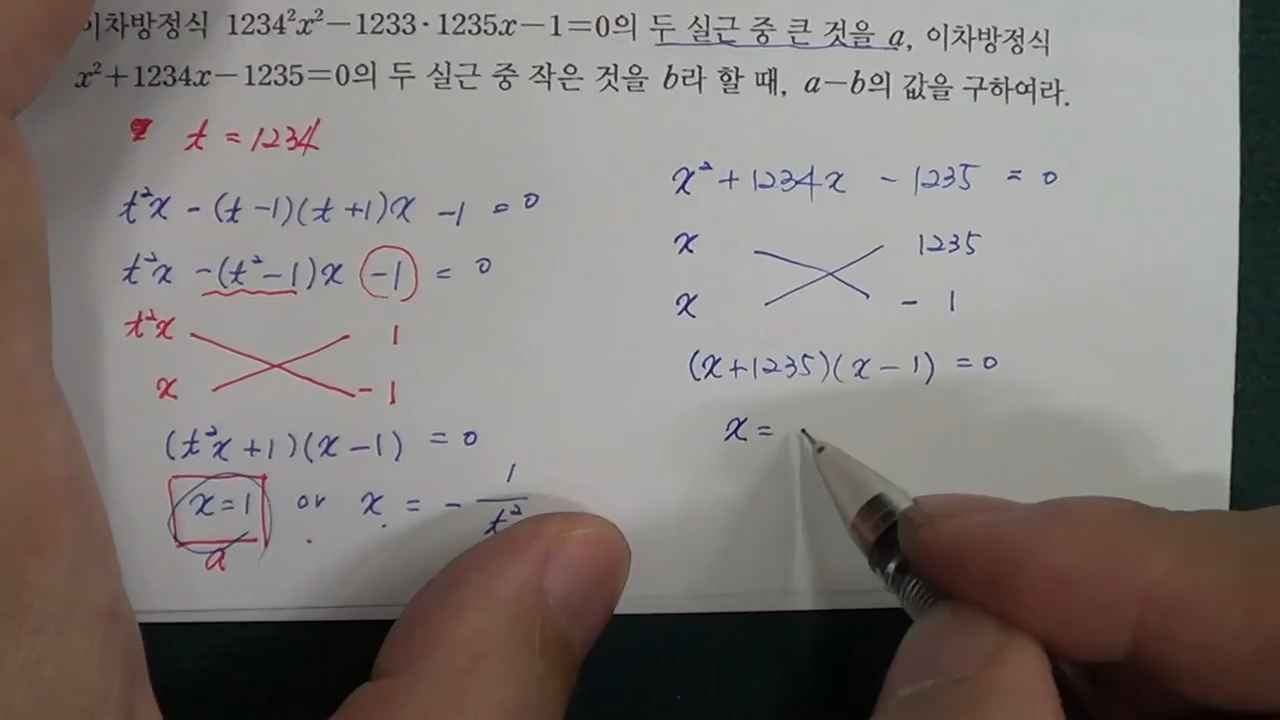 이차방정식 1234²x²−1233·1235x−1=0의 두 실근 중 큰 것을 a, 이차방정식
x²+1234x−1235=0의 두 실근 중 작은 것을 b라 할 때, a−b의 값을 구하여라.
t = 1234
t²x − (t−1)(t+1)x −1 = 0
t²x −(t²−1)x −1 = 0
t²x 1
x −1
(t²x+1)(x−1) = 0
x=1 or x = − 1/t²
a
x² + 1234x − 1235 = 0
x 1235
x − 1
(x+1235)(x−1) = 0
x =